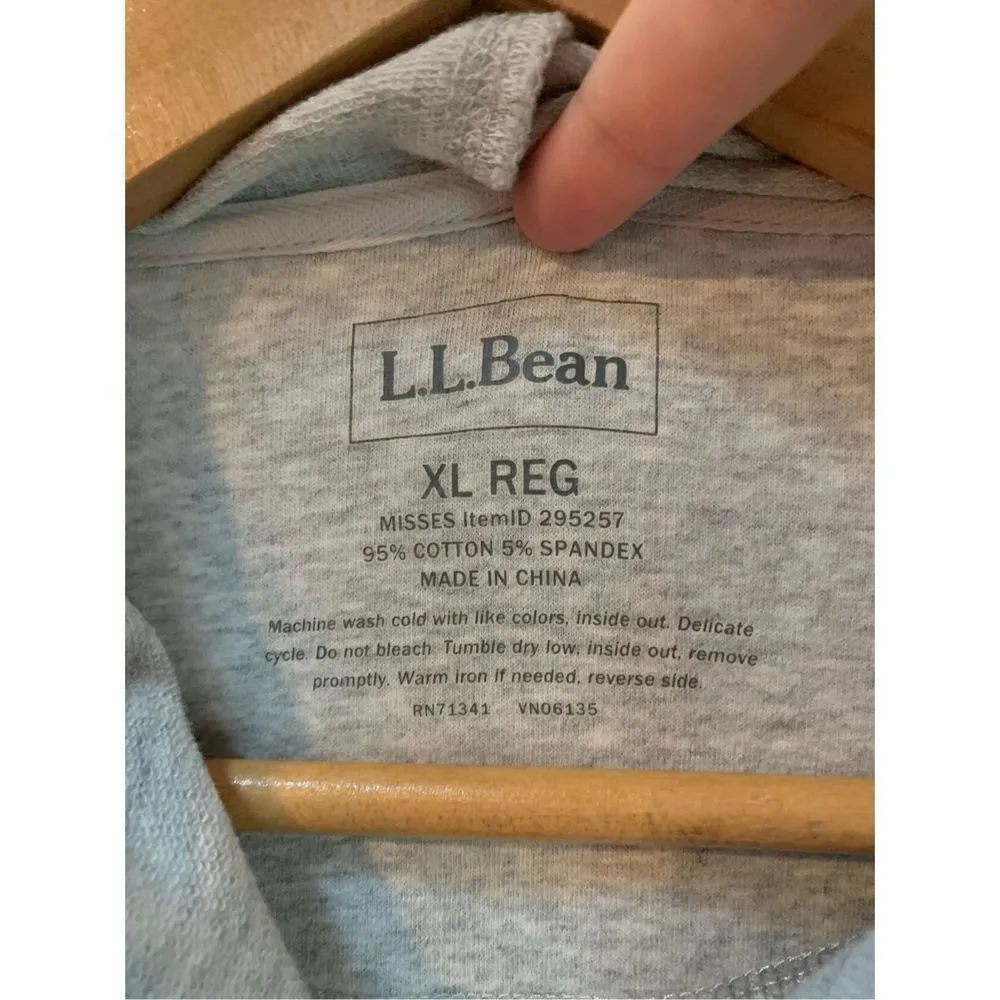 L.L.Bean
XL REG
MISSES ItemID 295257
95% COTTON 5% SPANDEX
MADE IN CHINA
Machine wash cold with like colors, inside out. Delicate
cycle. Do not bleach. Tumble dry low, inside out, remove
promptly. Warm iron if needed, reverse side.
RN71341 VN06135